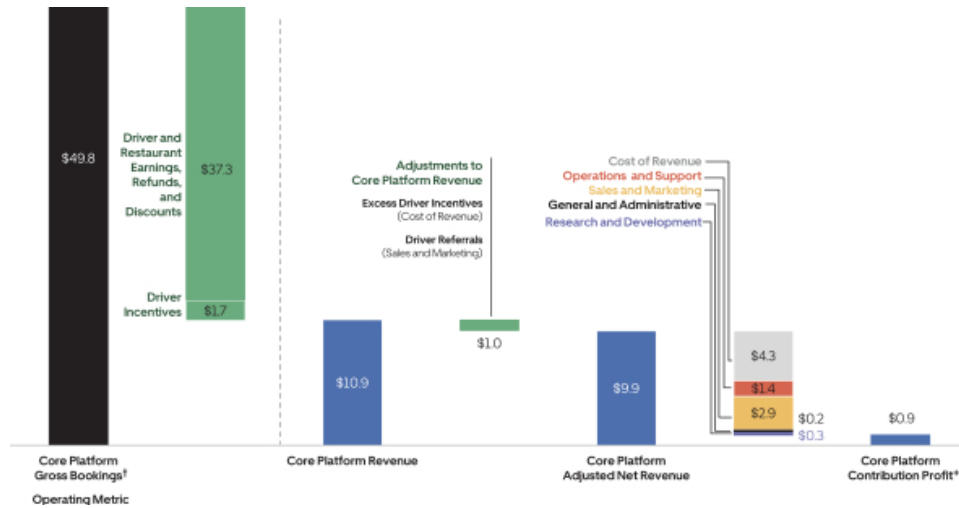 $49.8
Driver and
Restaurant
Earnings,
Refunds,
and
Discounts
$37.3
Driver
Incentives
$1.7
Adjustments to
Core Platform Revenue
Excess Driver Incentives
(Cost of Revenue)
Driver Referrals
(Sales and Marketing)
$10.9
$1.0
Cost of Revenue
Operations and Support
Sales and Marketing
General and Administrative
Research and Development
$9.9
$4.3
$1.4
$2.9
$0.2
$0.3
$0.9
Core Platform
Gross Bookings†
Operating Metric
Core Platform Revenue
Core Platform
Adjusted Net Revenue
Core Platform
Contribution Profit*